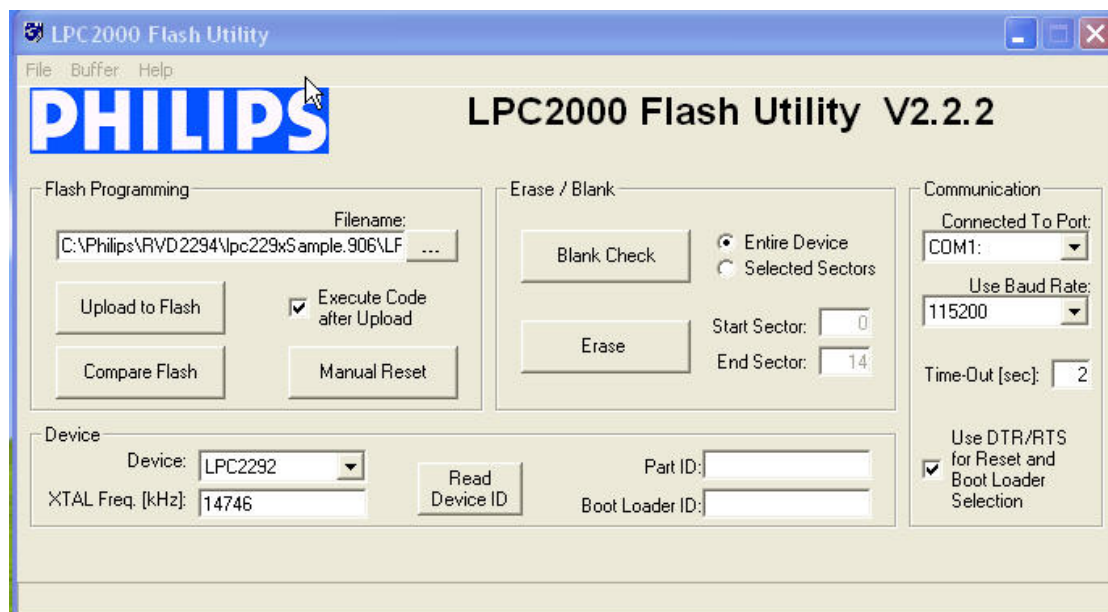 LPC2000 Flash Utility
File Buffer Help
PHILIPS
LPC2000 Flash Utility V2.2.2
Flash Programming
Filename:
C:\Philips\RVD2294\lpc229xSample.906\LF
...
Upload to Flash
Execute Code
after Upload
Compare Flash
Manual Reset
Erase / Blank
Blank Check
Entire Device
Selected Sectors
Erase
Start Sector: 0
End Sector: 14
Communication
Connected To Port:
COM1:
Use Baud Rate:
115200
Time-Out [sec]: 2
Use DTR/RTS
for Reset and
Boot Loader
Selection
Device
Device: LPC2292
XTAL Freq. [kHz]: 14746
Read
Device ID
Part ID:
Boot Loader ID: